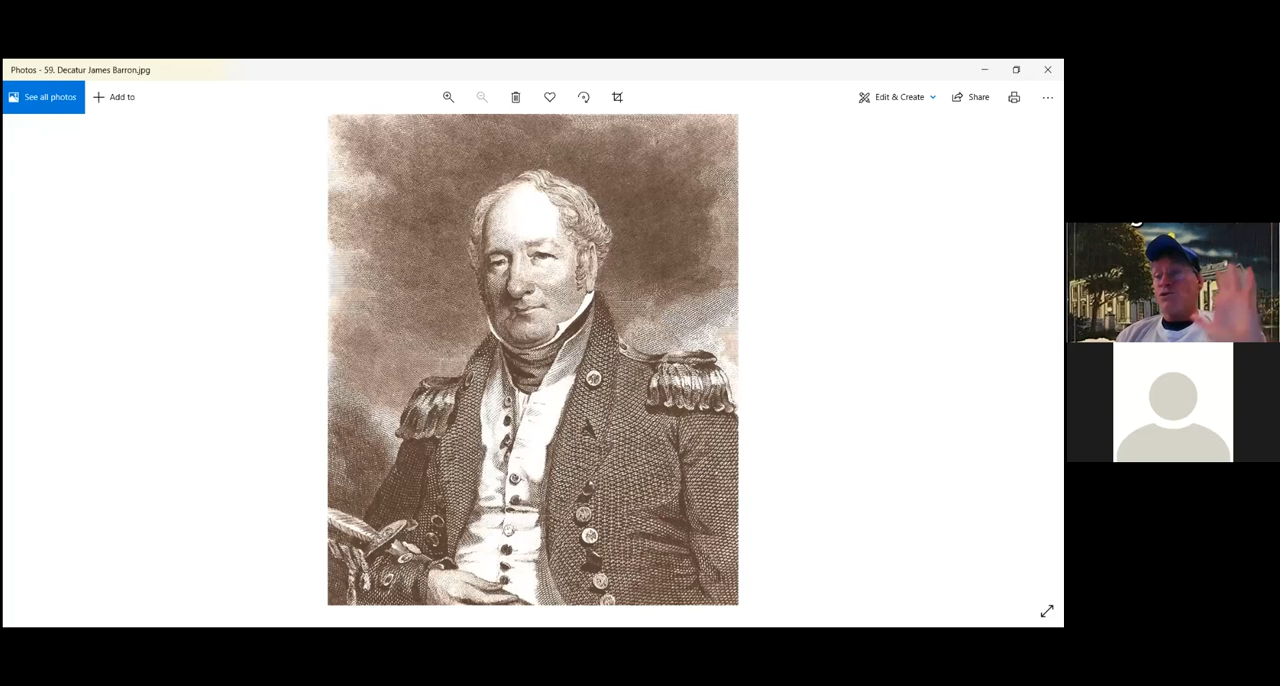 Photos - 59. Decatur James Barron.jpg
See all photos
Add to
Edit & Create
Share